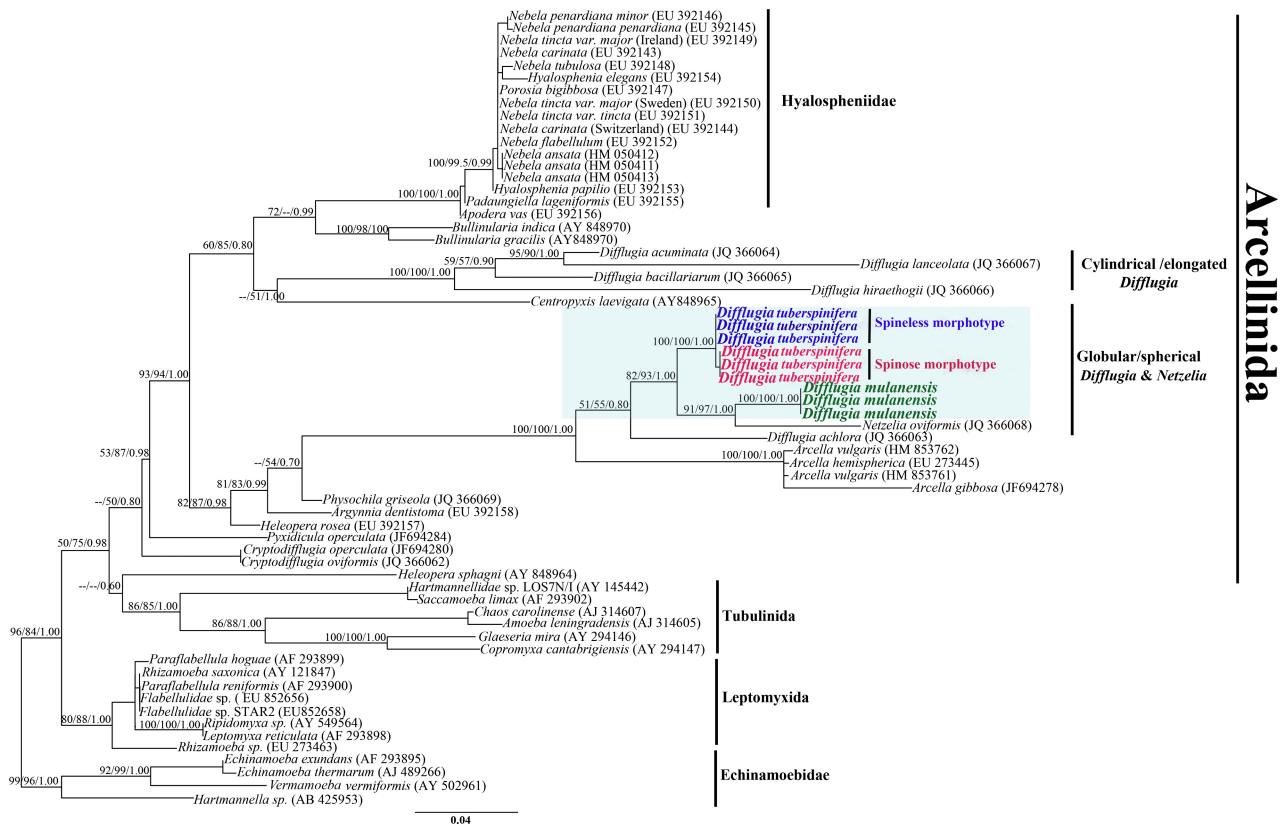 Nebela penardiana minor (EU 392146)
Nebela penardiana penardiana (EU 392145)
Nebela tincta var. major (Ireland) (EU 392149)
Nebela carinata (EU 392143)
Nebela tubulosa (EU 392148)
Hyalosphenia elegans (EU 392154)
Porosia bigibbosa (EU 392147)
Nebela tincta var. major (Sweden) (EU 392150)
Nebela tincta var. tincta (EU 392151)
Nebela carinata (Switzerland) (EU 392144)
Nebela flabellulum (EU 392152)
Nebela ansata (HM 050412)
Nebela ansata (HM 050411)
Nebela ansata (HM 050413)
Hyalosphenia papilio (EU 392153)
Padaungiella lageniformis (EU 392155)
Apodera vas (EU 392156)
Bullinularia indica (AY 848970)
Bullinularia gracilis (AY848970)
Difflugia acuminata (JQ 366064)
Difflugia lanceolata (JQ 366067)
Difflugia bacillariarum (JQ 366065)
Difflugia hiraethogii (JQ 366066)
Centropyxis laevigata (AY848965)
Difflugia tuberspinifera
Difflugia tuberspinifera
Difflugia tuberspinifera
Difflugia tuberspinifera
Difflugia tuberspinifera
Difflugia tuberspinifera
Difflugia mulanensis
Difflugia mulanensis
Difflugia mulanensis
Netzelia oviformis (JQ 366068)
Difflugia achlora (JQ 366063)
Arcella vulgaris (HM 853762)
Arcella hemispherica (EU 273445)
Arcella vulgaris (HM 853761)
Arcella gibbosa (JF694278)
Physochila griseola (JQ 366069)
Argynnia dentistoma (EU 392158)
Heleopera rosea (EU 392157)
Pyxidicula operculata (JF694284)
Cryptodifflugia operculata (JF694280)
Cryptodifflugia oviformis (JQ 366062)
Heleopera sphagni (AY 848964)
Hartmannellidae sp. LOS7N/I (AY 145442)
Saccamoeba limax (AF 293902)
Chaos carolinense (AJ 314607)
Amoeba leningradensis (AJ 314605)
Glaeseria mira (AY 294146)
Copromyxa cantabrigiensis (AY 294147)
Paraflabellula hoguae (AF 293899)
Rhizamoeba saxonica (AY 121847)
Paraflabellula reniformis (AF 293900)
Flabellulidae sp. ( EU 852656)
Flabellulidae sp. STAR2 (EU852658)
Ripidomyxa sp. (AY 549564)
Leptomyxa reticulata (AF 293898)
Rhizamoeba sp. (EU 273463)
Echinamoeba exundans (AF 293895)
Echinamoeba thermarum (AJ 489266)
Vermamoeba vermiformis (AY 502961)
Hartmannella sp. (AB 425953)
100/99.5/0.99
100/100/1.00
72/--/0.99
100/98/100
60/85/0.80
95/90/1.00
59/57/0.90
100/100/1.00
--/51/1.00
100/100/1.00
82/93/1.00
100/100/1.00
91/97/1.00
51/55/0.80
100/100/1.00
100/100/1.00
93/94/1.00
53/87/0.98
--/54/0.70
81/83/0.99
82/87/0.98
--/50/0.80
50/75/0.98
--/--/0.60
86/85/1.00
86/88/1.00
100/100/1.00
96/84/1.00
80/88/1.00
100/100/1.00
92/99/1.00
99/96/1.00
Hyalospheniidae
Cylindrical /elongated
Difflugia
Spineless morphotype
Spinose morphotype
Globular/spherical
Difflugia & Netzelia
Arcellinida
Tubulinida
Leptomyxida
Echinamoebidae
0.04